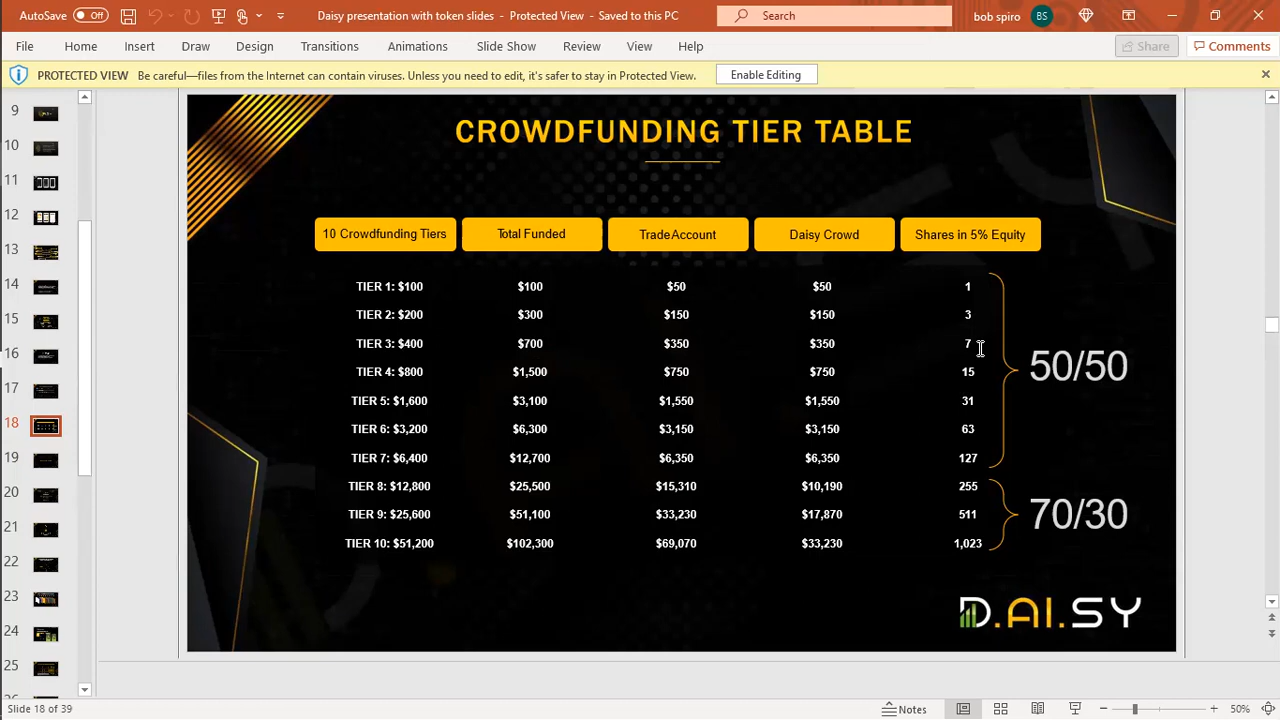 AutoSave Off Daisy presentation with token slides - Protected View - Saved to this PC Search bob spiro BS
File Home Insert Draw Design Transitions Animations Slide Show Review View Help Share Comments
PROTECTED VIEW Be careful—files from the Internet can contain viruses. Unless you need to edit, it's safer to stay in Protected View. Enable Editing
9
10
11
12
13
14
15
16
17
18
19
20
21
22
23
24
25
CROWDFUNDING TIER TABLE
10 Crowdfunding Tiers Total Funded Trade Account Daisy Crowd Shares in 5% Equity
TIER 1: $100 $100 $50 $50 1
TIER 2: $200 $300 $150 $150 3
TIER 3: $400 $700 $350 $350 7
TIER 4: $800 $1,500 $750 $750 15
TIER 5: $1,600 $3,100 $1,550 $1,550 31
TIER 6: $3,200 $6,300 $3,150 $3,150 63
TIER 7: $6,400 $12,700 $6,350 $6,350 127
50/50
TIER 8: $12,800 $25,500 $15,310 $10,190 255
TIER 9: $25,600 $51,100 $33,230 $17,870 511
TIER 10: $51,200 $102,300 $69,070 $33,230 1,023
70/30
D.AI.SY
Slide 18 of 39 Notes 50%